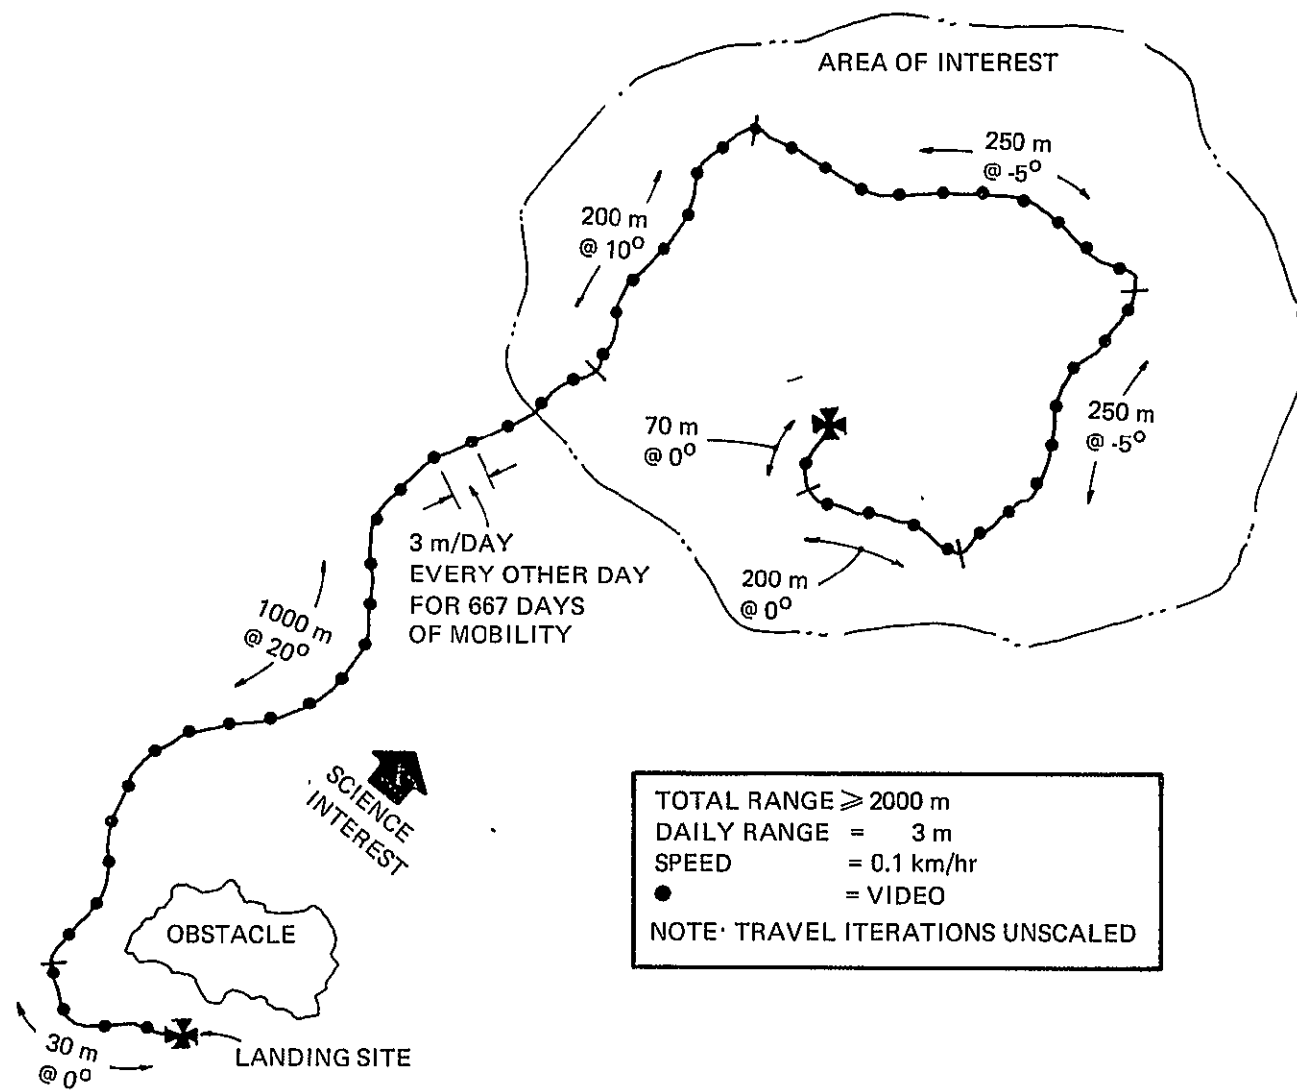 AREA OF INTEREST
250 m
@ -5°
200 m
@ 10°
70 m
@ 0°
250 m
@ -5°
3 m/DAY
EVERY OTHER DAY
FOR 667 DAYS
OF MOBILITY
200 m
@ 0°
1000 m
@ 20°
SCIENCE
INTEREST
TOTAL RANGE ⩾ 2000 m
DAILY RANGE = 3 m
SPEED = 0.1 km/hr
● = VIDEO
NOTE· TRAVEL ITERATIONS UNSCALED
OBSTACLE
30 m
@ 0°
LANDING SITE